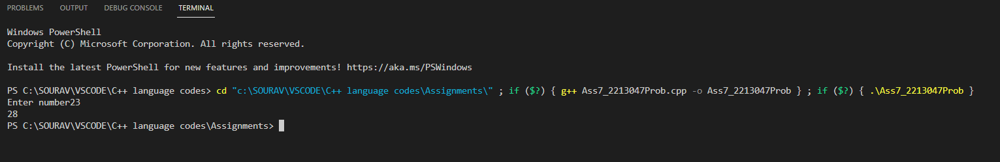 PROBLEMS OUTPUT DEBUG CONSOLE TERMINAL
Windows PowerShell
Copyright (C) Microsoft Corporation. All rights reserved.
Install the latest PowerShell for new features and improvements! https://aka.ms/PSWindows
PS C:\SOURAV\VSCODE\C++ language codes> cd "c:\SOURAV\VSCODE\C++ language codes\Assignments\" ; if ($?) { g++ Ass7_2213047Prob.cpp -o Ass7_2213047Prob } ; if ($?) { .\Ass7_2213047Prob }
Enter number23
28
PS C:\SOURAV\VSCODE\C++ language codes\Assignments>